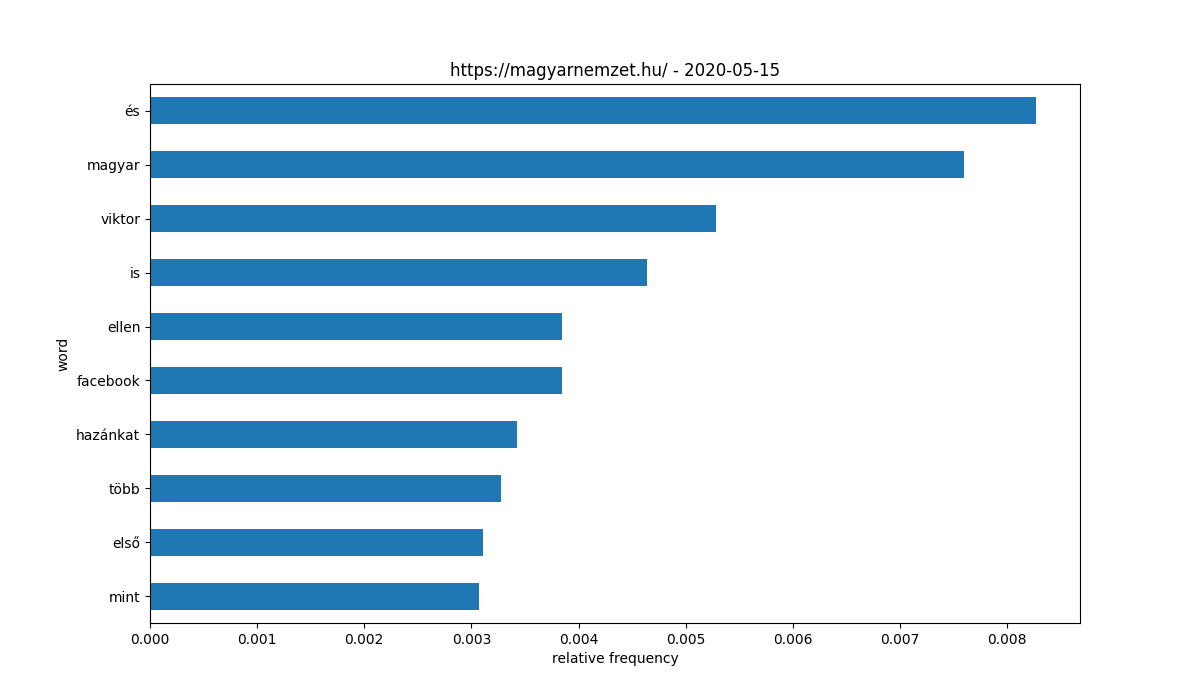 https://magyarnemzet.hu/ - 2020-05-15
és
magyar
viktor
is
ellen
facebook
hazánkat
több
első
mint
word
0.000 0.001 0.002 0.003 0.004 0.005 0.006 0.007 0.008
relative frequency